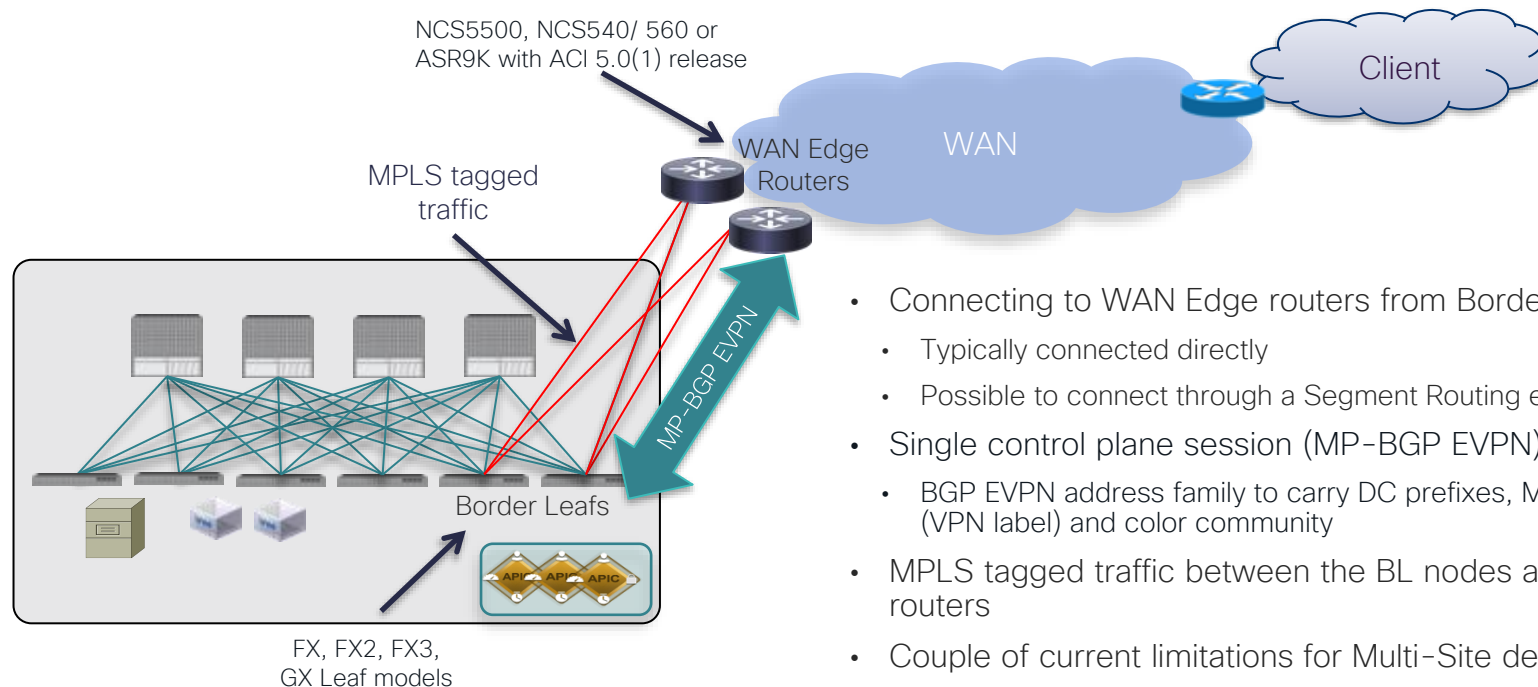 NCS5500, NCS540/ 560 or
ASR9K with ACI 5.0(1) release
Client
WAN
WAN Edge
Routers
MPLS tagged
traffic
MP-BGP EVPN
Border Leafs
APIC APIC APIC
FX, FX2, FX3,
GX Leaf models
• Connecting to WAN Edge routers from
• Typically connected directly
• Possible to connect through a Segment Routing
• Single control plane session (MP-BGP EVPN)
• BGP EVPN address family to carry DC prefixes,
(VPN label) and color community
• MPLS tagged traffic between the BL nodes
routers
• Couple of current limitations for Multi-Site